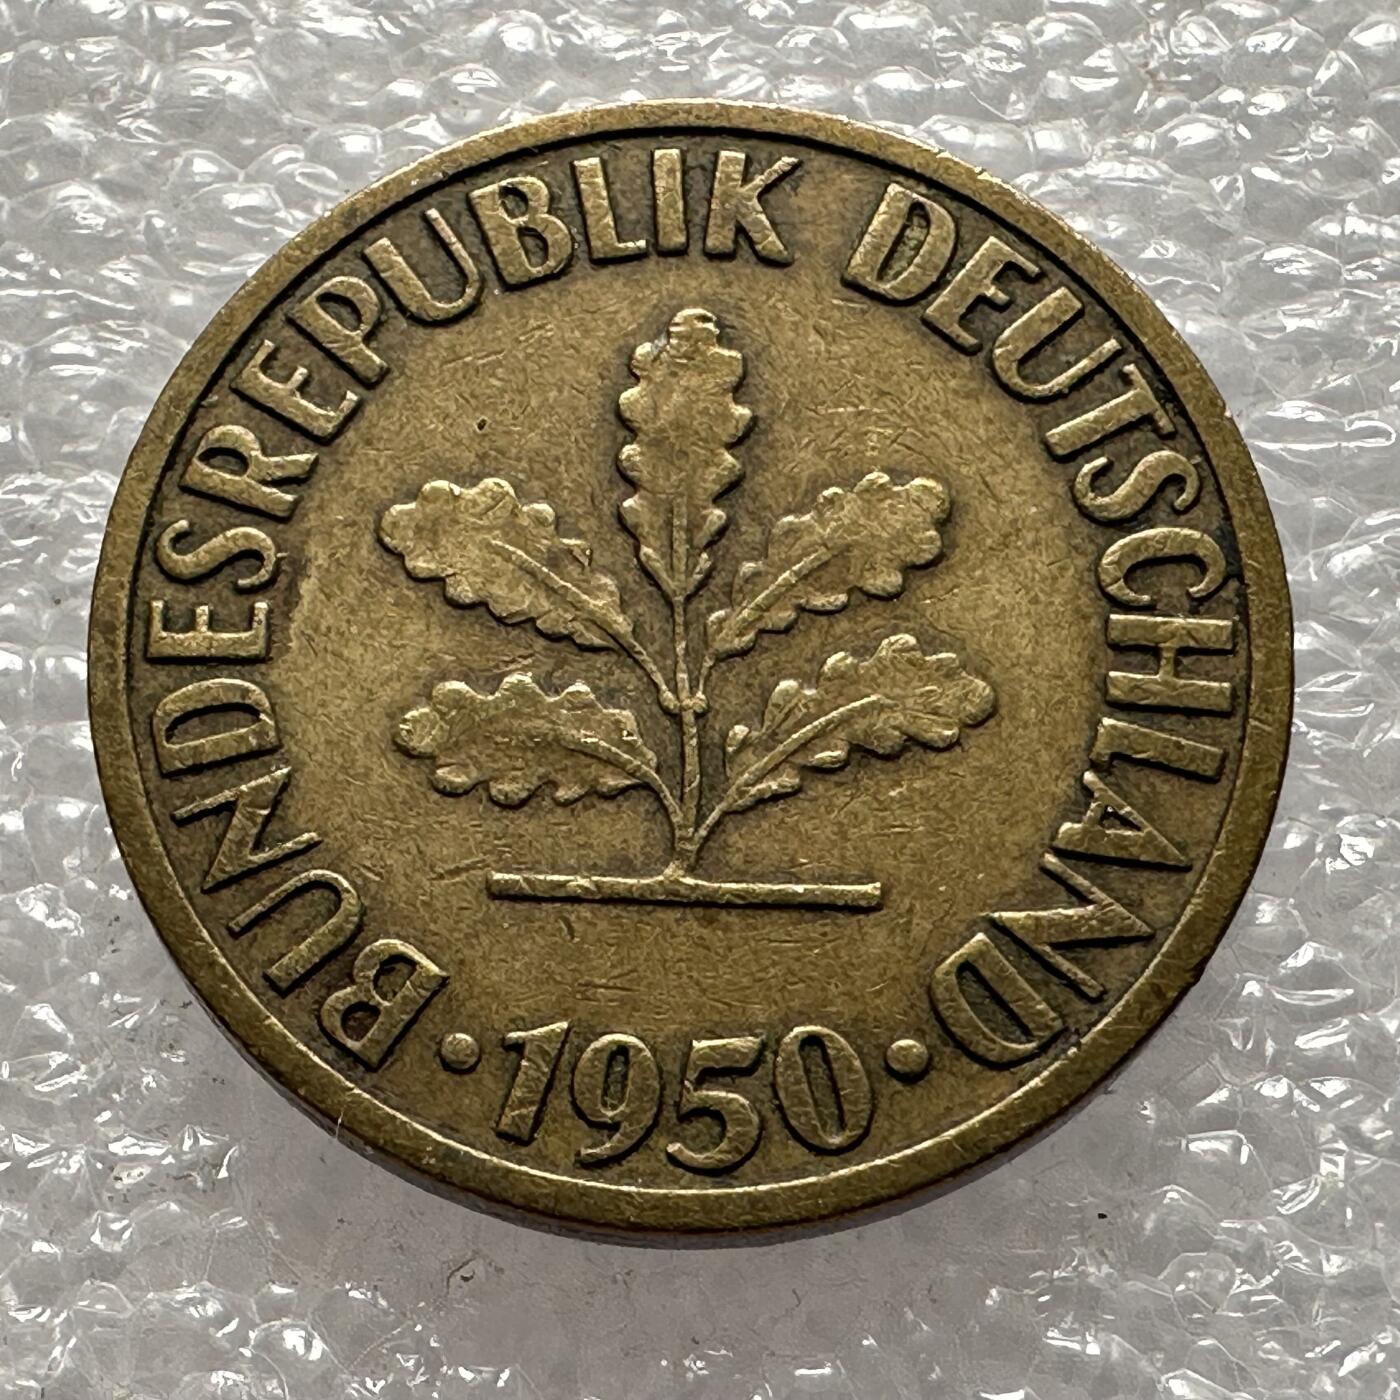 BUNDESREPUBLIK DEUTSCHLAND
• 1950 •